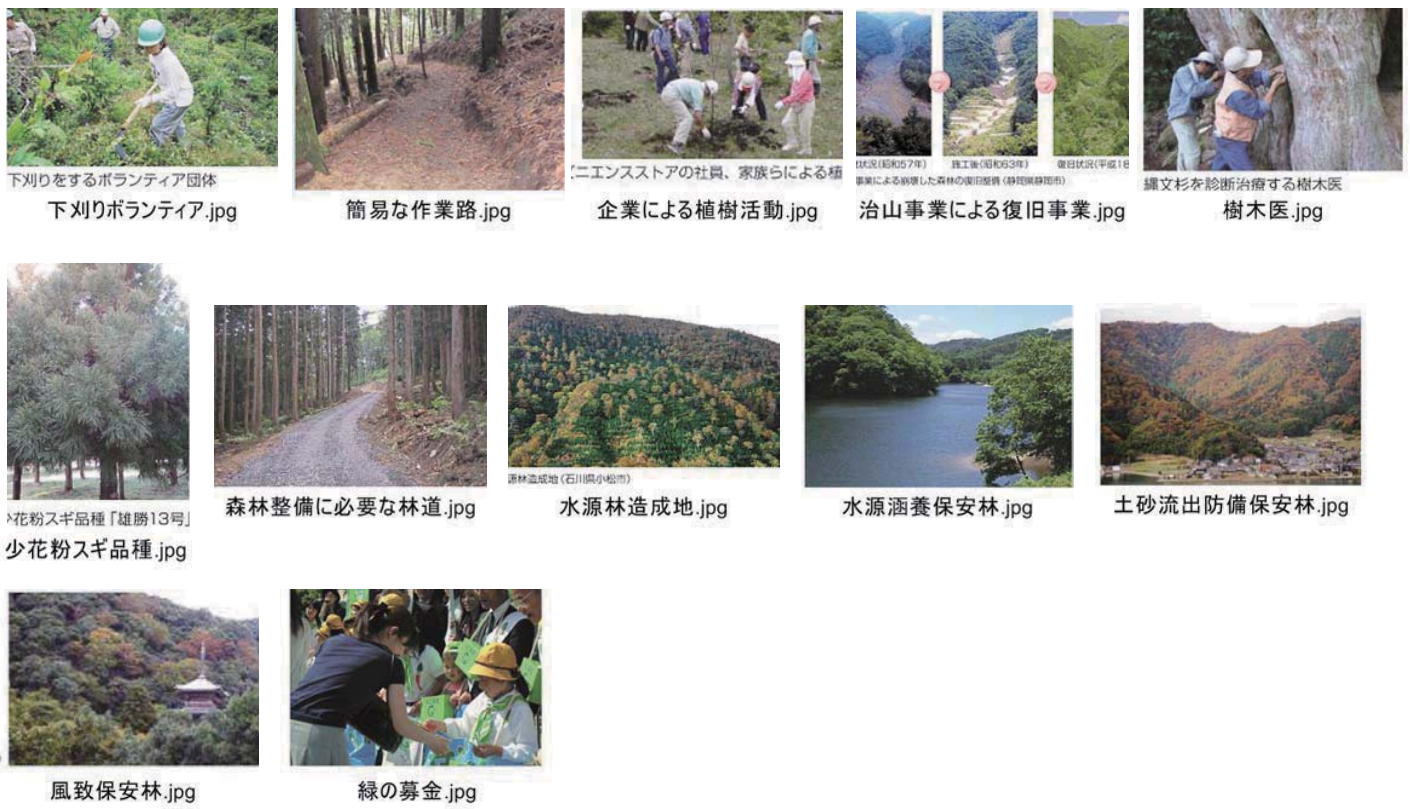 下刈りをするボランティア団体
下刈りボランティア.jpg
簡易な作業路.jpg
ニエンスストアの社員、家族らによる植
企業による植樹活動.jpg
状況(昭和57年)
施工後(昭和63年)
復旧状況(平成18
事業による崩壊した森林の復旧整備(静岡県静岡市)
治山事業による復旧事業.jpg
縄文杉を診断治療する樹木医
樹木医.jpg
花粉スギ品種「雄勝13号」
少花粉スギ品種.jpg
森林整備に必要な林道.jpg
源林造成地(石川県小松市)
水源林造成地.jpg
水源涵養保安林.jpg
土砂流出防備保安林.jpg
風致保安林.jpg
緑の募金.jpg